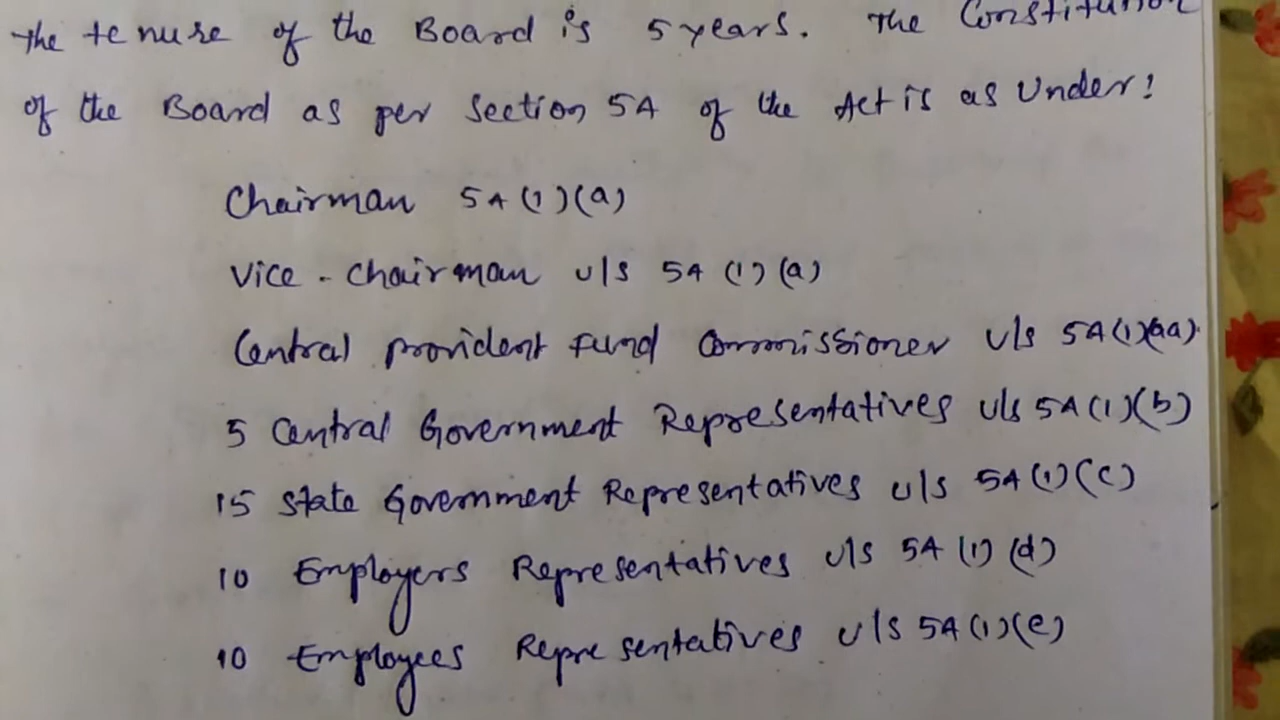 The tenure of the Board is 5 years. The Constitution
of the Board as per Section 5A of the Act is as Under:
Chairman 5A(1)(a)
Vice-Chairman u/s 5A (1) (a)
Central provident Fund Commissioner u/s 5A(1)(aa).
5 Central Government Representatives u/s 5A(1)(b)
15 State Government Representatives u/s 5A(1)(c)
10 Employers Representatives u/s 5A (1) (d)
10 Employees Representatives u/s 5A(1)(e)